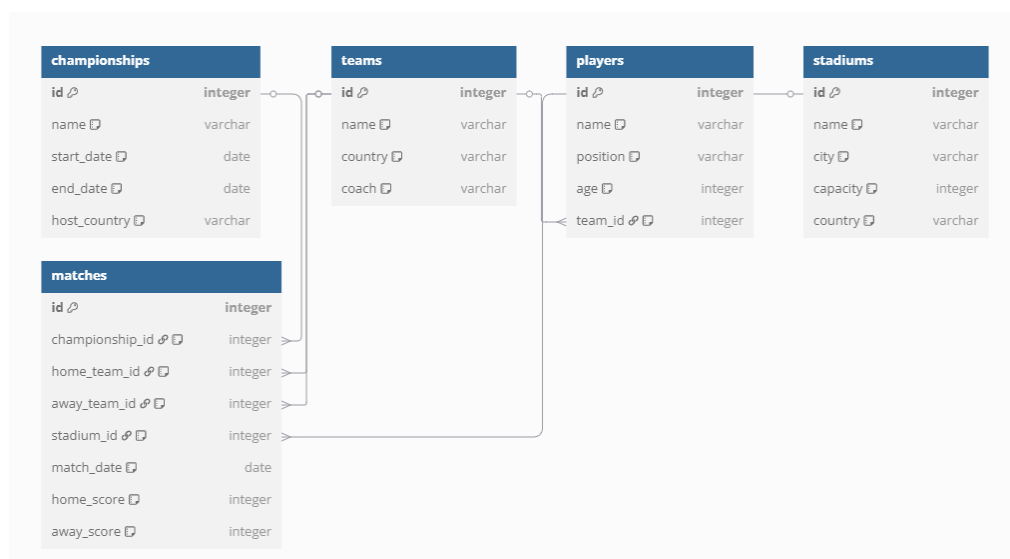 championships
id integer
name varchar
start_date date
end_date date
host_country varchar
teams
id integer
name varchar
country varchar
coach varchar
players
id integer
name varchar
position varchar
age integer
team_id integer
stadiums
id integer
name varchar
city varchar
capacity integer
country varchar
matches
id integer
championship_id integer
home_team_id integer
away_team_id integer
stadium_id integer
match_date date
home_score integer
away_score integer